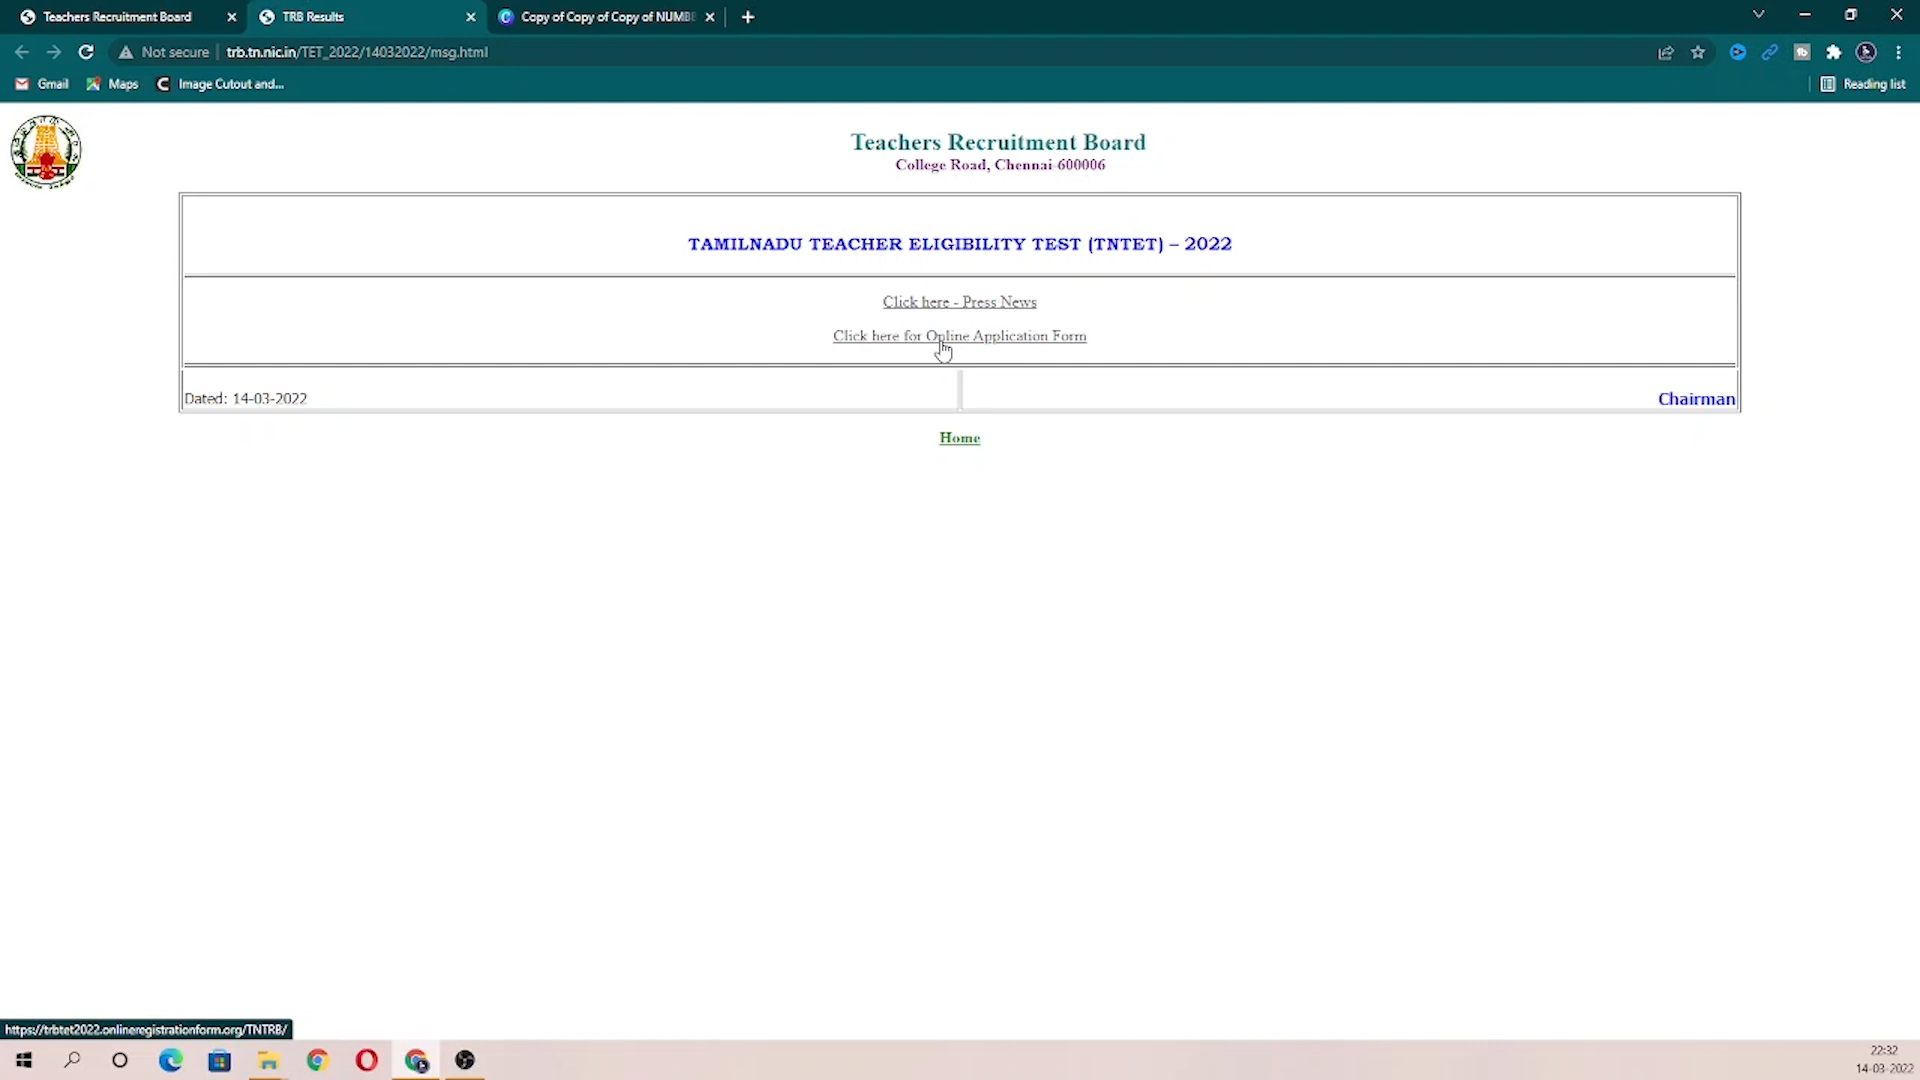 Teachers Recruitment Board
TRB Results
Copy of Copy of Copy of NUMBE
Not secure
trb.tn.nic.in/TET_2022/14032022/msg.html
Gmail
Maps
Image Cutout and...
Reading list
Teachers Recruitment Board
College Road, Chennai-600006
TAMILNADU TEACHER ELIGIBILITY TEST (TNTET) – 2022
Click here - Press News
Click here for Online Application Form
Dated: 14-03-2022
Chairman
Home
https://trbtet2022.onlineregistrationform.org/TNTRB/
22:32
14-03-2022